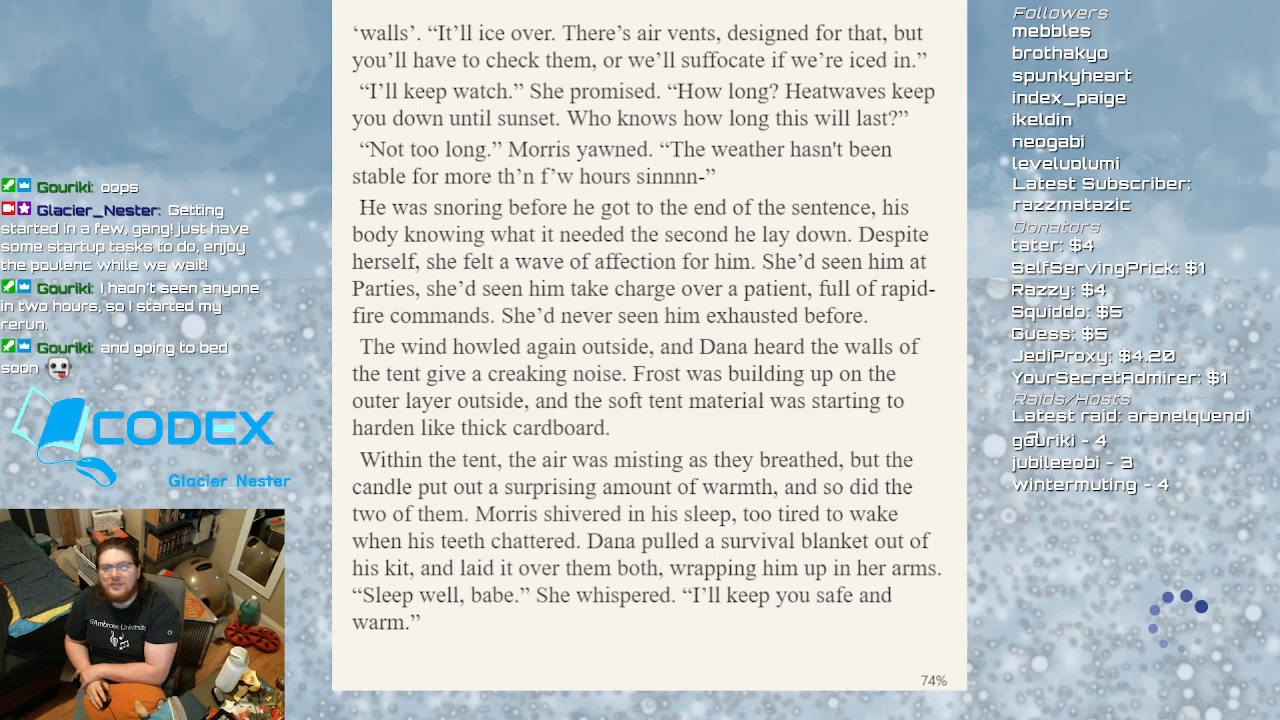 ‘walls’. “It’ll ice over. There’s air vents, designed for that, but
you’ll have to check them, or we’ll suffocate if we’re iced in.”
“I’ll keep watch.” She promised. “How long? Heatwaves keep
you down until sunset. Who knows how long this will last?”
“Not too long.” Morris yawned. “The weather hasn't been
stable for more th’n f’w hours sinnnn-”
He was snoring before he got to the end of the sentence, his
body knowing what it needed the second he lay down. Despite
herself, she felt a wave of affection for him. She’d seen him at
Parties, she’d seen him take charge over a patient, full of rapid-
fire commands. She’d never seen him exhausted before.
The wind howled again outside, and Dana heard the walls of
the tent give a creaking noise. Frost was building up on the
outer layer outside, and the soft tent material was starting to
harden like thick cardboard.
Within the tent, the air was misting as they breathed, but the
candle put out a surprising amount of warmth, and so did the
two of them. Morris shivered in his sleep, too tired to wake
when his teeth chattered. Dana pulled a survival blanket out of
his kit, and laid it over them both, wrapping him up in her arms.
“Sleep well, babe.” She whispered. “I’ll keep you safe and
warm.”
74%
Gouriki: oops
Glacier_Nester: Getting
started in a few, gang! just have
some startup tasks to do, enjoy
the poulenc while we wait!
Gouriki: I hadn't seen anyone
in two hours, so I started my
rerun.
Gouriki: and going to bed
soon
CODEX
Glacier_Nester
St Ambrose University
Followers
mebbles
brothakyo
spunkyheart
index_paige
ikeldin
neogabi
leveluplumi
Latest Subscriber:
razzmatazic
Donators
tater: $4
SelfServingPrick: $1
Razzy: $4
Squiddo: $5
Guess: $5
JediProxy: $4.20
YourSecretAdmirer: $1
Raids/Hosts
Latest raid: aranelquendi
gouriki - 4
jubileeobi - 3
wintermuting - 4